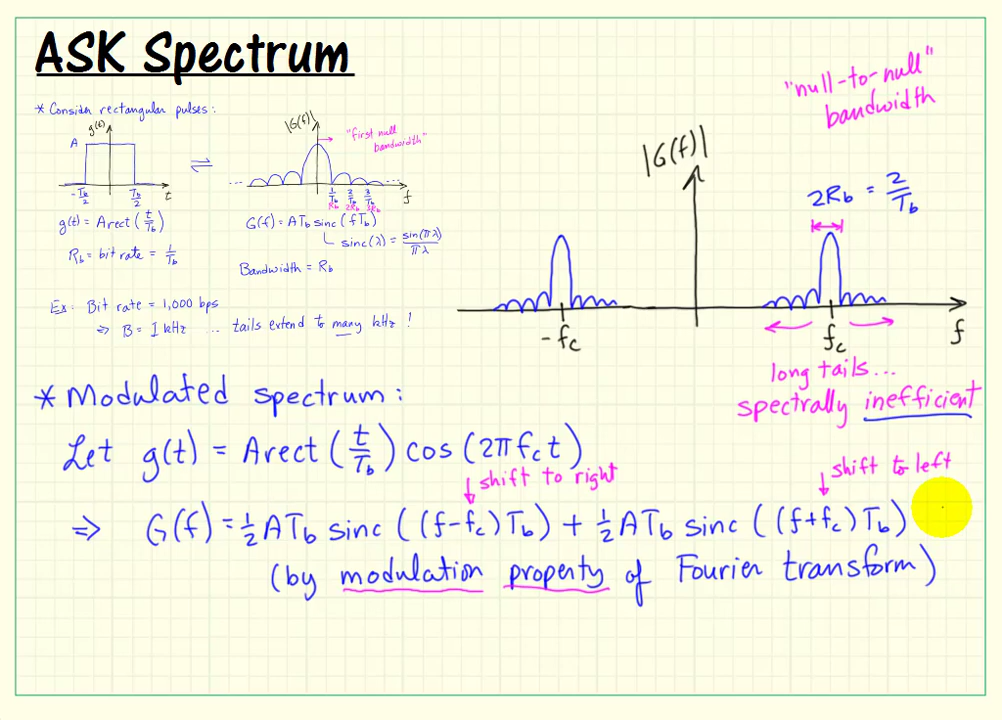 ASK Spectrum
* Consider rectangular pulses:
g(t)
A
-Tb/2
Tb/2
t
⇌
|G(f)|
"first null
bandwidth"
1/Tb 2/Tb 3/Tb
Rb 2Rb 3Rb
f
g(t) = A rect(t/Tb)
Rb = bit rate = 1/Tb
G(f) = ATb sinc(fTb)
sinc(λ) = sin(πλ)/πλ
Bandwidth = Rb
Ex: Bit rate = 1,000 bps
⇒ B = 1 kHz ... tails extend to many kHz!
"null-to-null"
bandwidth
|G(f)|
2Rb = 2/Tb
-fc
fc
f
long tails...
spectrally inefficient
* Modulated spectrum:
Let g(t) = A rect(t/Tb) cos(2πfct)
shift to right
shift to left
⇒ G(f) = 1/2 ATb sinc((f-fc)Tb) + 1/2 ATb sinc((f+fc)Tb)
(by modulation property of Fourier transform)